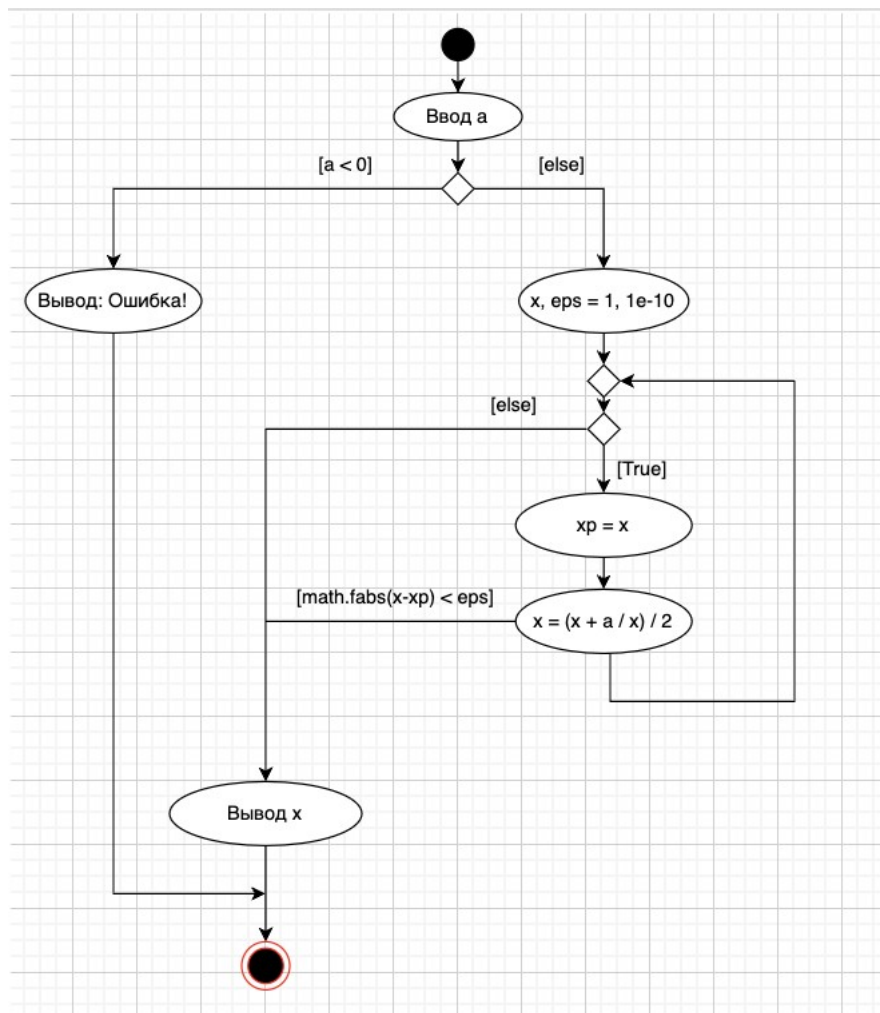 Ввод a
[a < 0]
[else]
Вывод: Ошибка!
x, eps = 1, 1e-10
[else]
[True]
xp = x
[math.fabs(x-xp) < eps]
x = (x + a / x) / 2
Вывод x